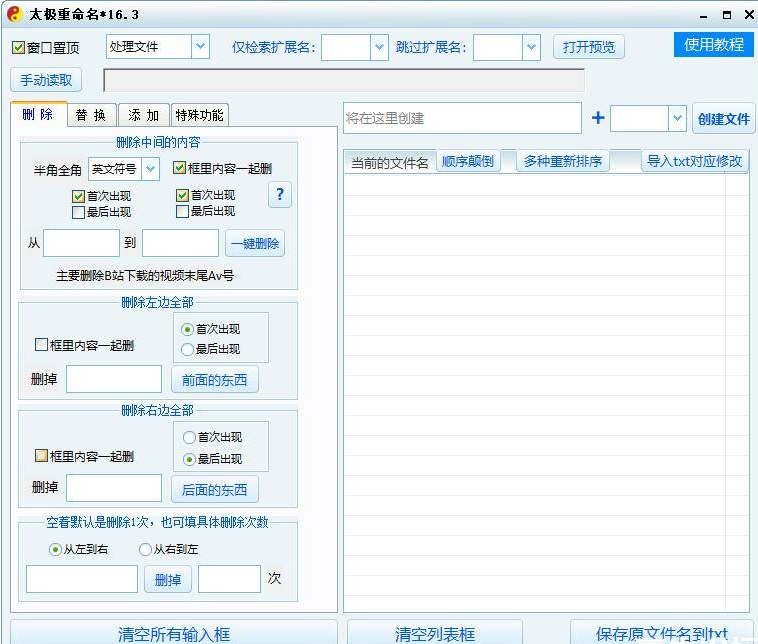 太极重命名*16.3
窗口置顶 处理文件 仅检索扩展名: 跳过扩展名: 打开预览 使用教程
手动读取
删 除 替 换 添 加 特殊功能
将在这里创建 + 创建文件
删除中间的内容
半角全角 英文符号 框里内容一起删
首次出现 首次出现 ?
最后出现 最后出现
从 到 一键删除
主要删除B站下载的视频末尾Av号
当前的文件名 顺序颠倒 多种重新排序 导入txt对应修改
删除左边全部
首次出现
框里内容一起删
最后出现
删掉 前面的东西
删除右边全部
首次出现
框里内容一起删
最后出现
删掉 后面的东西
空着默认是删除1次，也可填具体删除次数
从左到右 从右到左
删掉 次
清空所有输入框 清空列表框 保存原文件名到txt